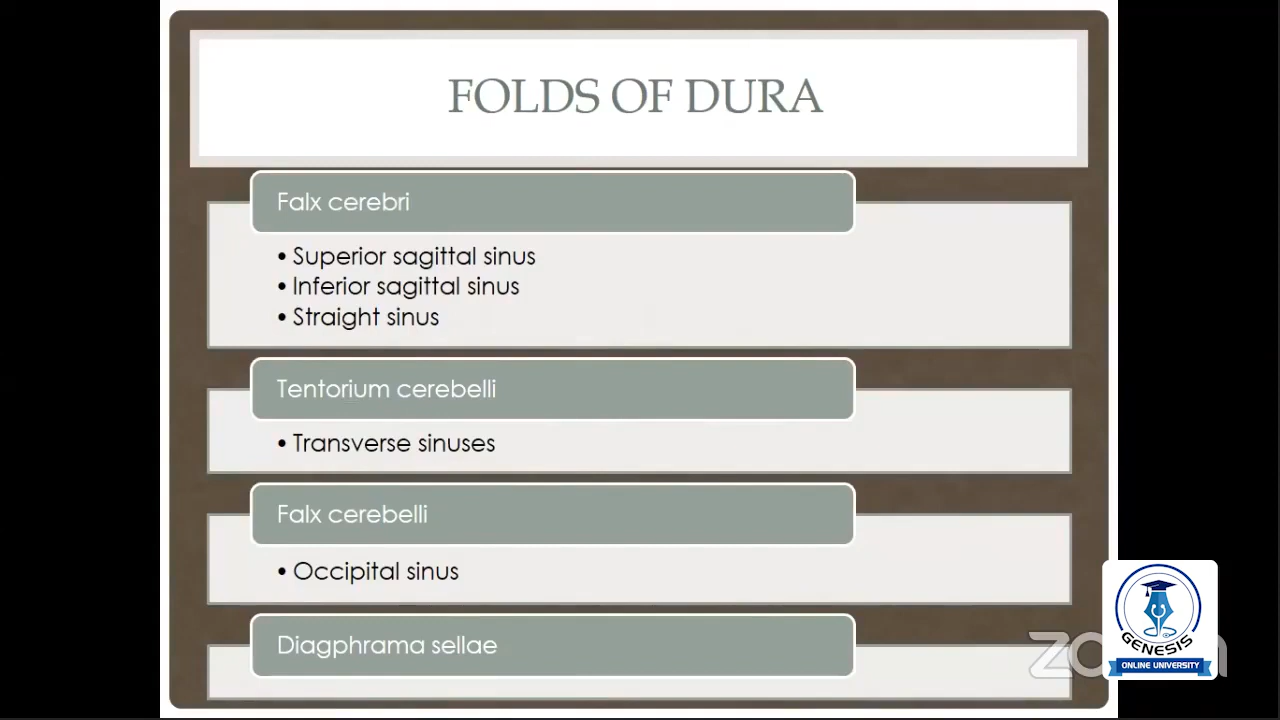 FOLDS OF DURA
Falx cerebri
• Superior sagittal sinus
• Inferior sagittal sinus
• Straight sinus
Tentorium cerebelli
• Transverse sinuses
Falx cerebelli
• Occipital sinus
Diagphrama sellae
GENESIS
ONLINE UNIVERSITY